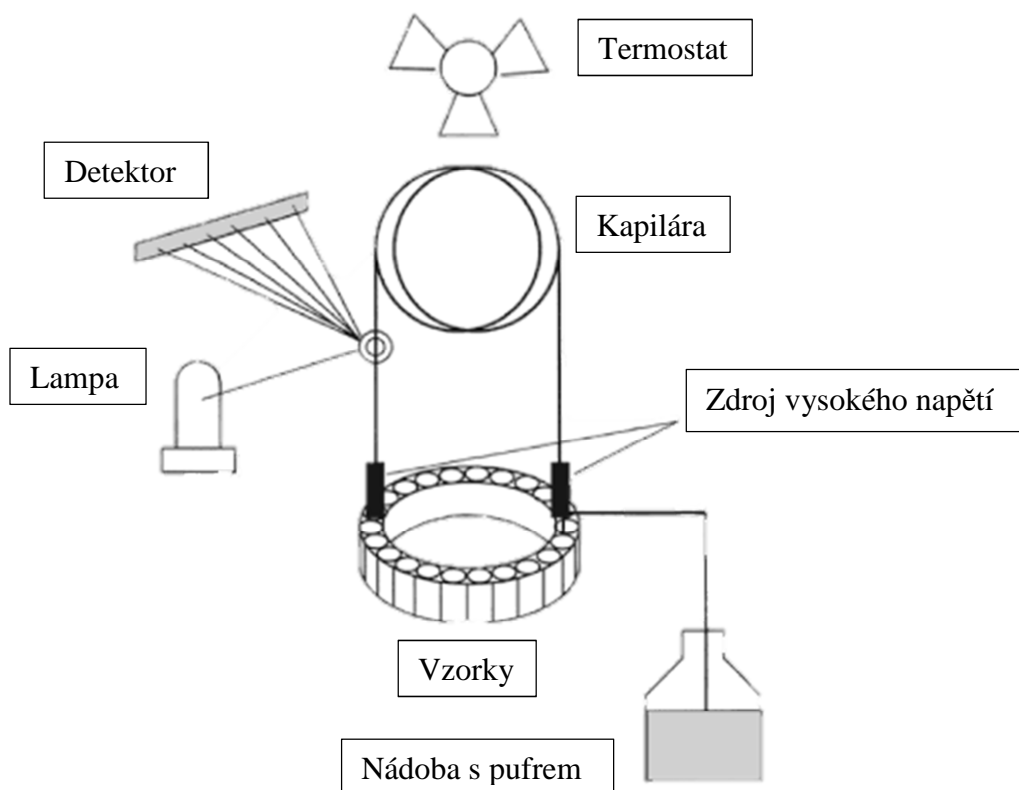 Termostat
Detektor
Kapilára
Lampa
Zdroj vysokého napětí
Vzorky
Nádoba s pufrem